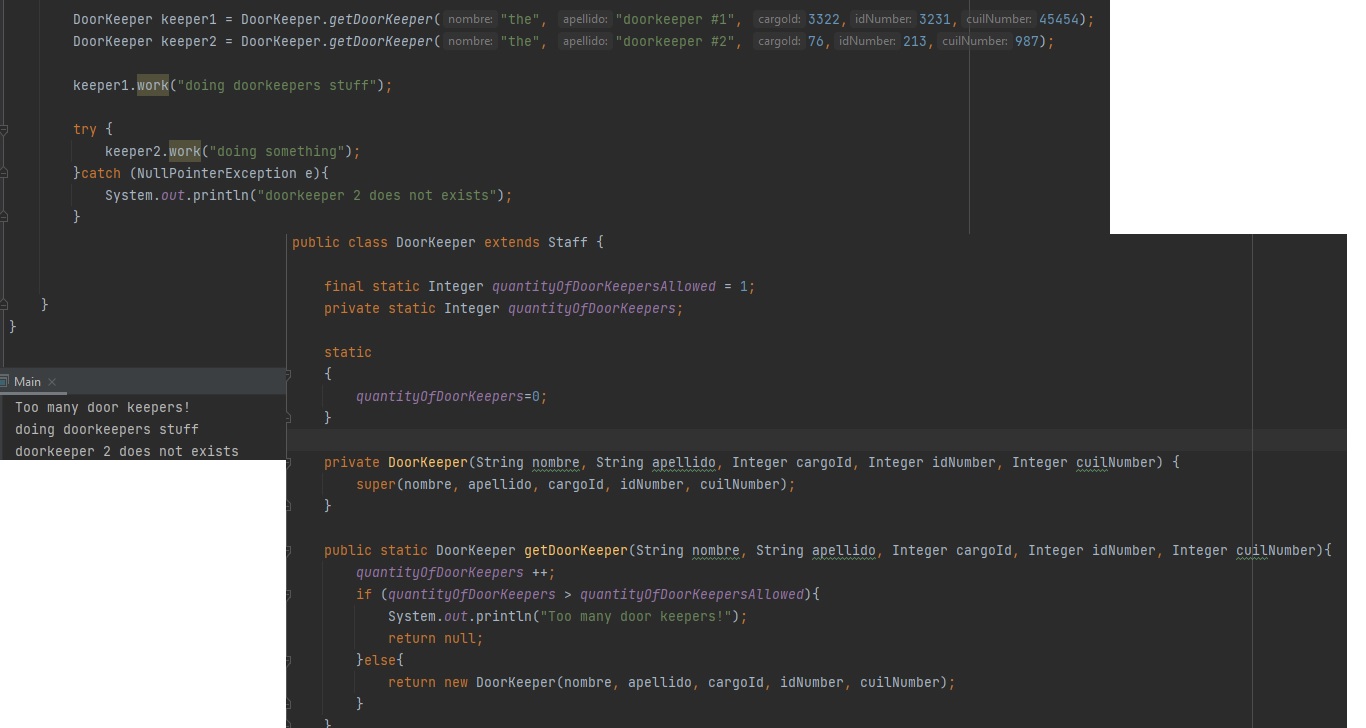 DoorKeeper keeper1 = DoorKeeper.getDoorKeeper( nombre: "the", apellido: "doorkeeper #1", cargoId: 3322, idNumber: 3231, cuilNumber: 45454);
DoorKeeper keeper2 = DoorKeeper.getDoorKeeper( nombre: "the", apellido: "doorkeeper #2", cargoId: 76, idNumber: 213, cuilNumber: 987);
keeper1.work("doing doorkeepers stuff");
try {
keeper2.work("doing something");
}catch (NullPointerException e){
System.out.println("doorkeeper 2 does not exists");
}
}
}
Main ×
Too many door keepers!
doing doorkeepers stuff
doorkeeper 2 does not exists
public class DoorKeeper extends Staff {
final static Integer quantityOfDoorKeepersAllowed = 1;
private static Integer quantityOfDoorKeepers;
static
{
quantityOfDoorKeepers=0;
}
private DoorKeeper(String nombre, String apellido, Integer cargoId, Integer idNumber, Integer cuilNumber) {
super(nombre, apellido, cargoId, idNumber, cuilNumber);
}
public static DoorKeeper getDoorKeeper(String nombre, String apellido, Integer cargoId, Integer idNumber, Integer cuilNumber){
quantityOfDoorKeepers ++;
if (quantityOfDoorKeepers > quantityOfDoorKeepersAllowed){
System.out.println("Too many door keepers!");
return null;
}else{
return new DoorKeeper(nombre, apellido, cargoId, idNumber, cuilNumber);
}
}